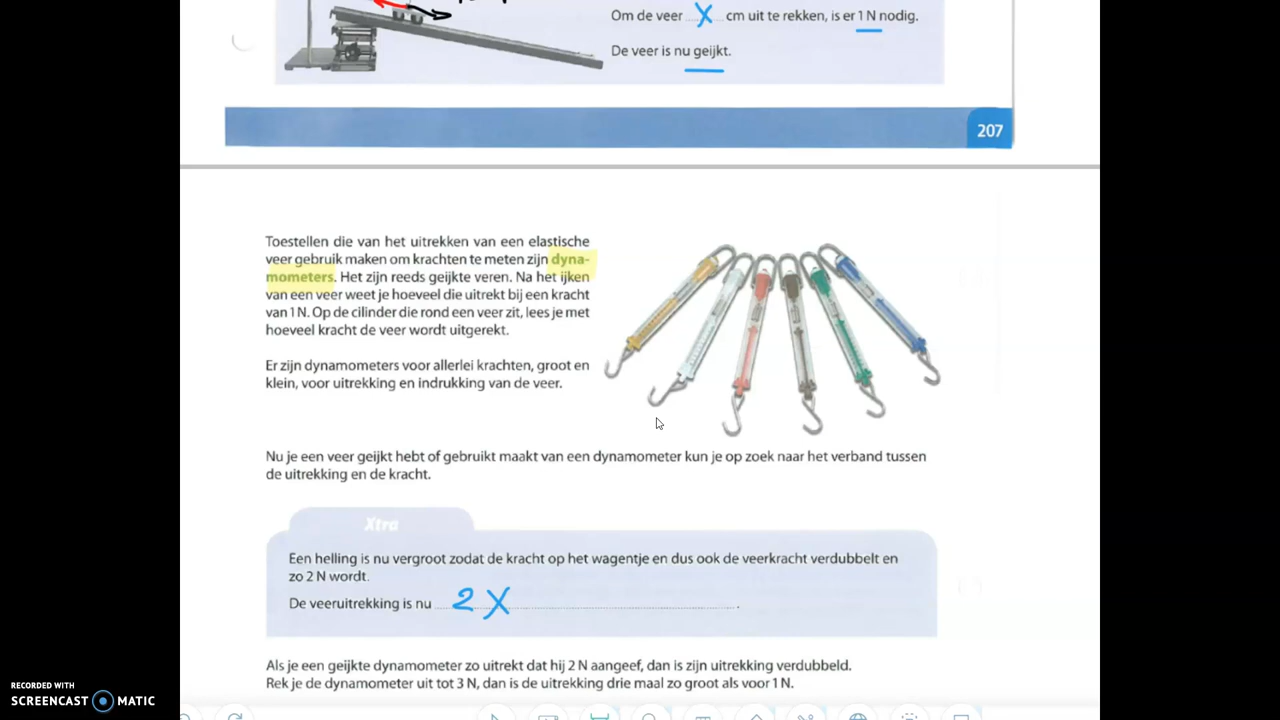 Om de veer X cm uit te rekken, is er 1 N nodig.
De veer is nu geijkt.
207
Toestellen die van het uitrekken van een elastische
veer gebruik maken om krachten te meten zijn dyna-
mometers. Het zijn reeds geijkte veren. Na het ijken
van een veer weet je hoeveel die uitrekt bij een kracht
van 1 N. Op de cilinder die rond een veer zit, lees je met
hoeveel kracht de veer wordt uitgerekt.
Er zijn dynamometers voor allerlei krachten, groot en
klein, voor uitrekking en indrukking van de veer.
Nu je een veer geijkt hebt of gebruikt maakt van een dynamometer kun je op zoek naar het verband tussen
de uitrekking en de kracht.
Xtra
Een helling is nu vergroot zodat de kracht op het wagentje en dus ook de veerkracht verdubbelt en
zo 2 N wordt.
De veeruitrekking is nu 2 X .
Als je een geijkte dynamometer zo uitrekt dat hij 2 N aangeef, dan is zijn uitrekking verdubbeld.
Rek je de dynamometer uit tot 3 N, dan is de uitrekking drie maal zo groot als voor 1 N.
RECORDED WITH
SCREENCAST MATIC